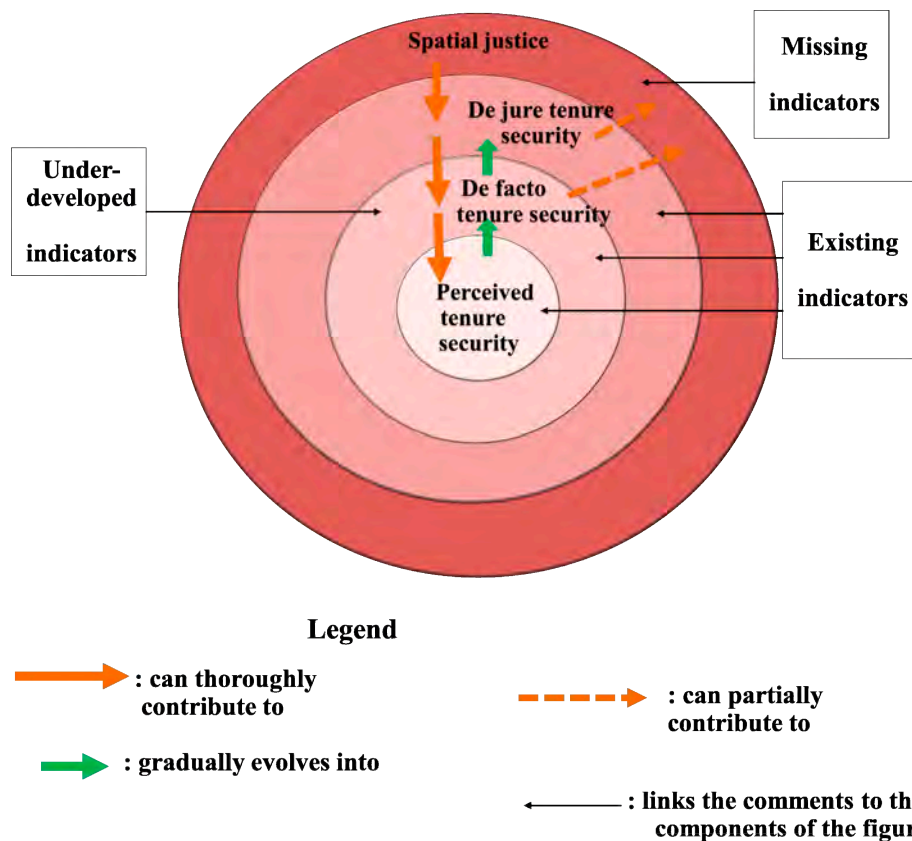 Spatial justice
Missing
indicators
De jure tenure
security
Under-
developed
indicators
De facto
tenure security
Existing
indicators
Perceived
tenure
security
Legend
: can thoroughly
contribute to
: can partially
contribute to
: gradually evolves into
: links the comments to th
components of the figur